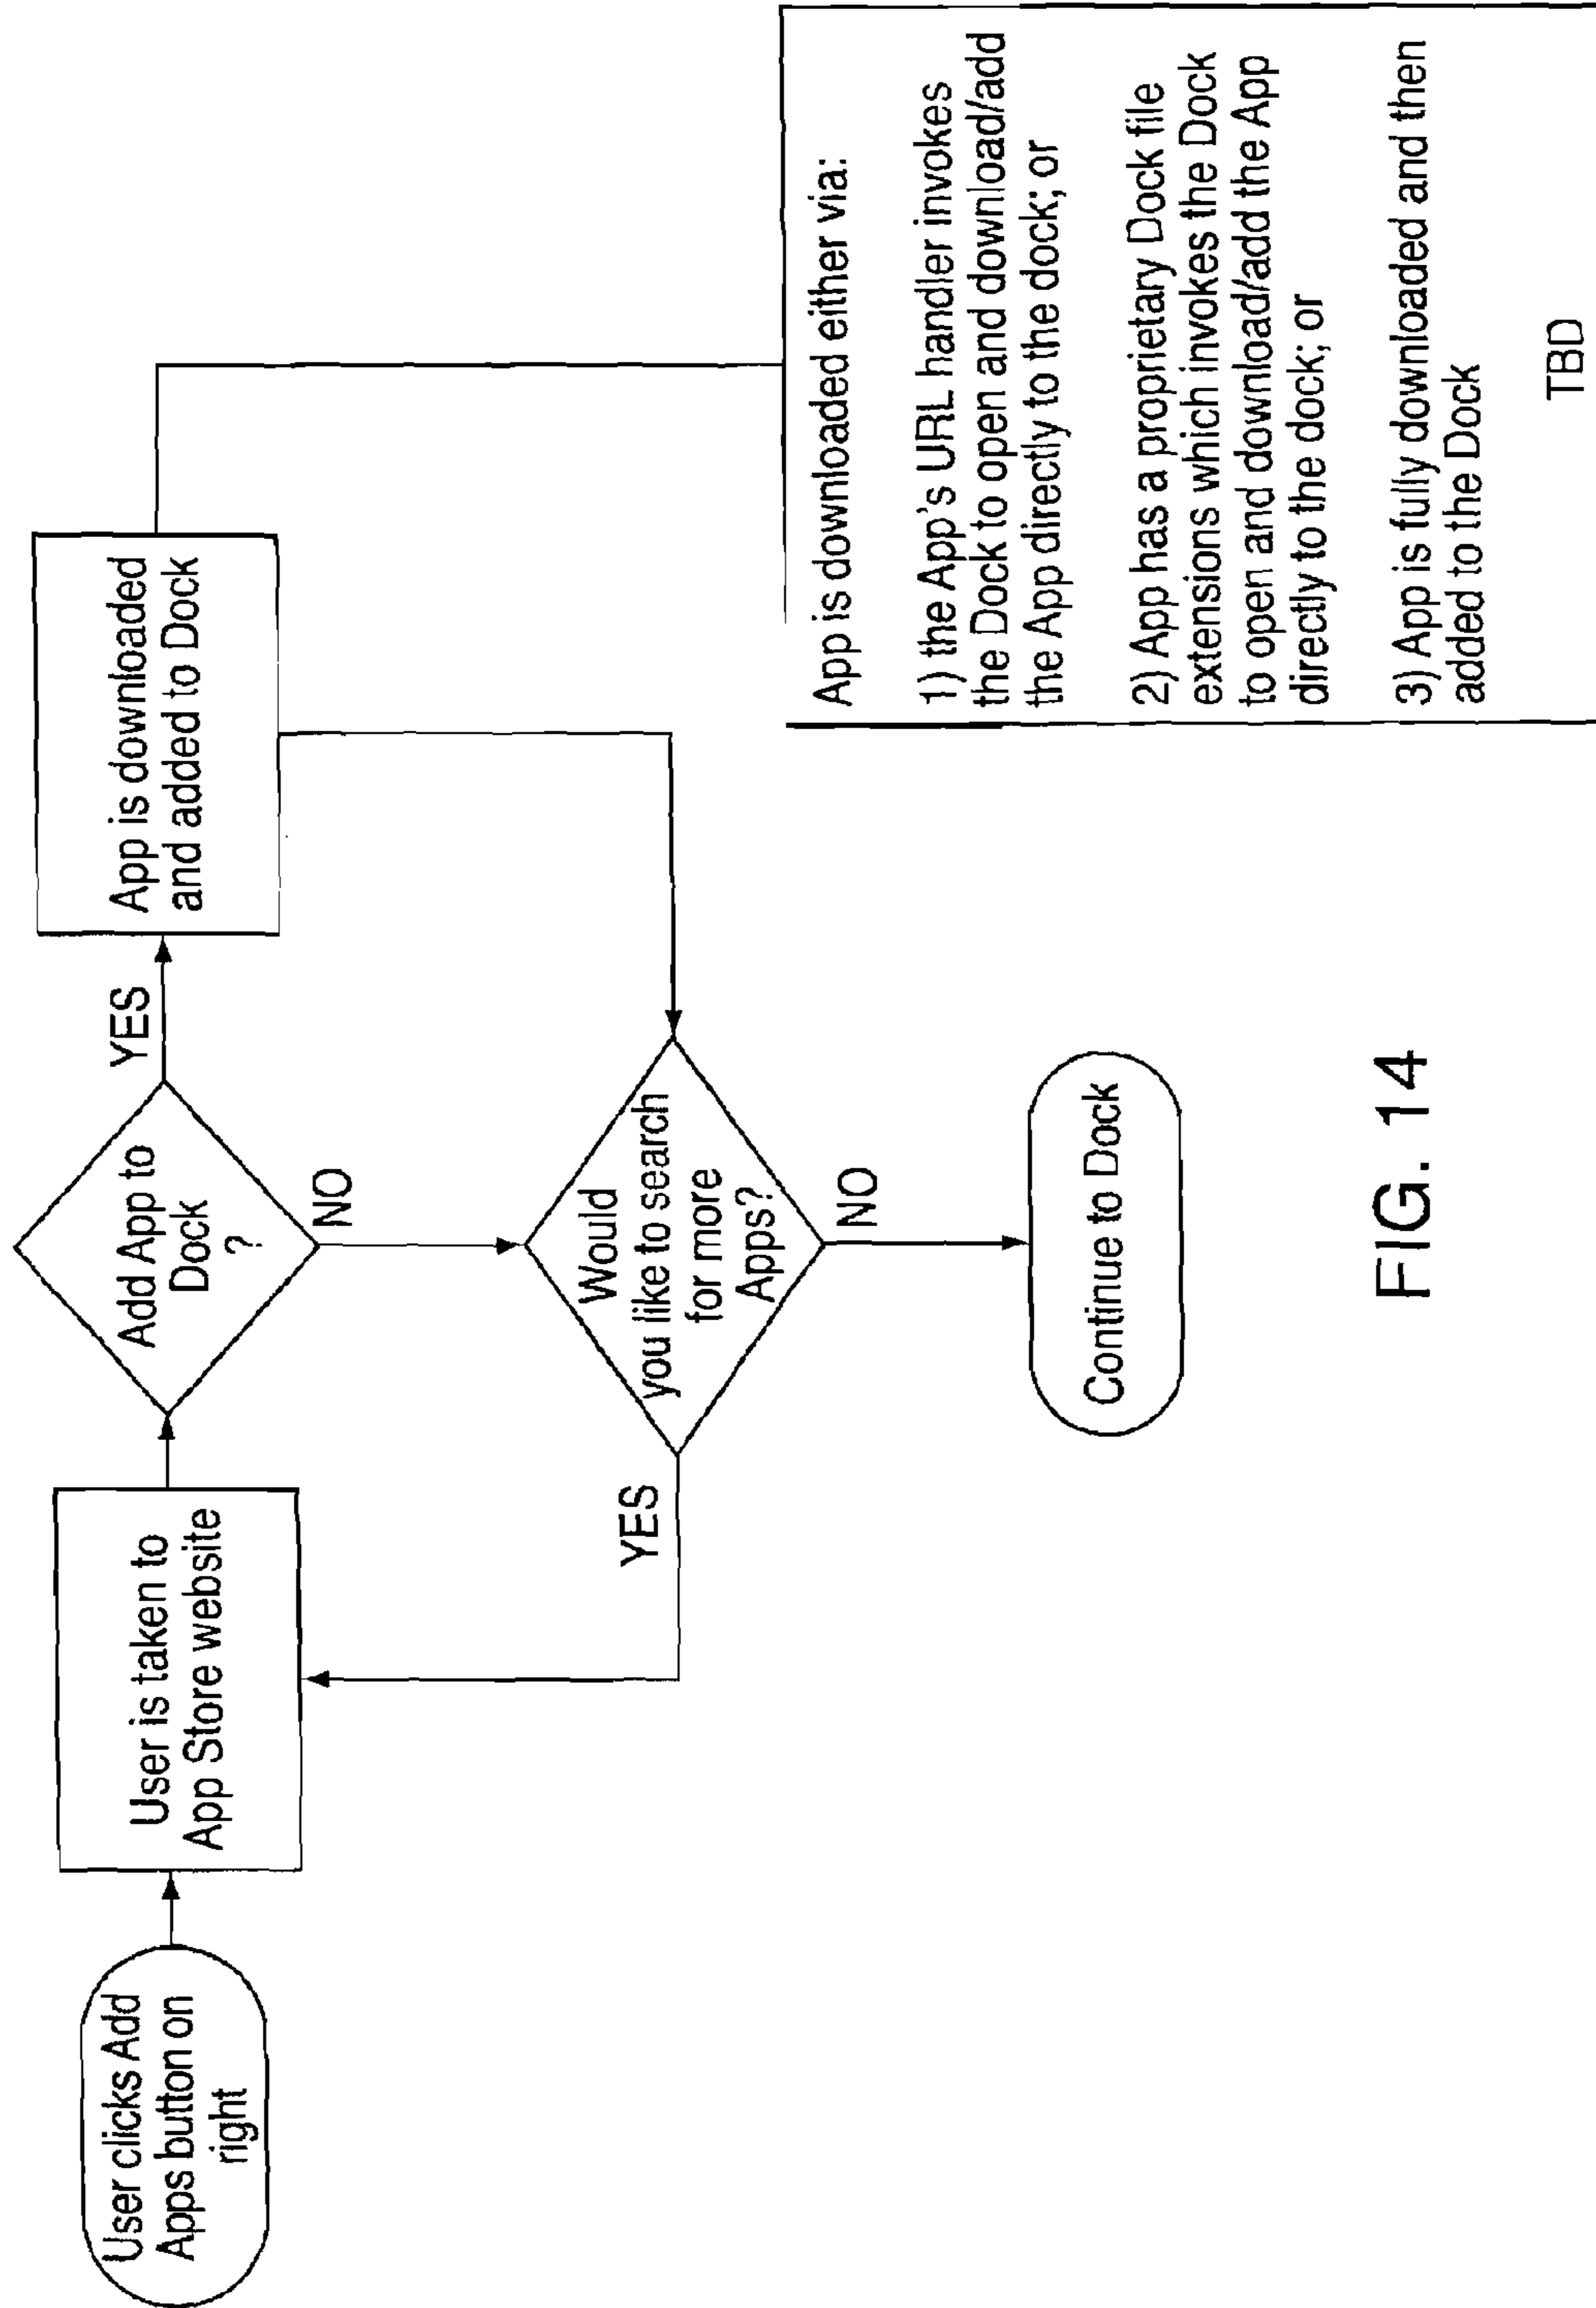 User clicks Add
Apps button on
right
User is taken to
App Store website
Add App to
Dock
?
YES
NO
App is downloaded
and added to Dock
Would
you like to search
for more
Apps?
YES
NO
Continue to Dock
App is downloaded either via:
1) the App's URL handler invokes
the Dock to open and download/add
the App directly to the dock; or
2) App has a proprietary Dock file
extensions which invokes the Dock
to open and download/add the App
directly to the dock; or
3) App is fully downloaded and then
added to the Dock
TBD
FIG. 14